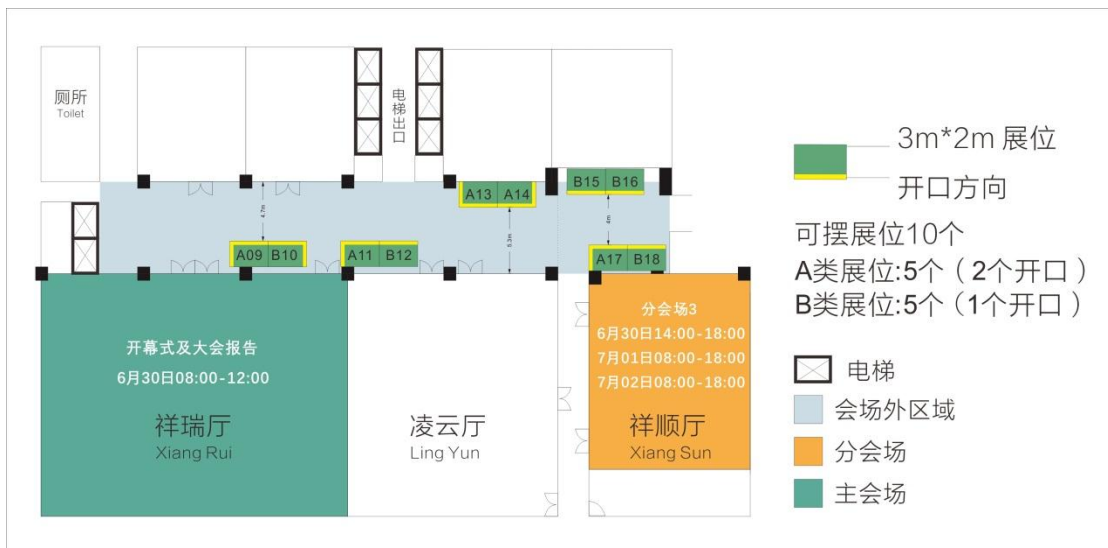 厕所
Toilet
电梯出口
A13 A14
B15 B16
4.7m
5.3m
4m
A09 B10
A11 B12
A17 B18
开幕式及大会报告
6月30日08:00-12:00
祥瑞厅
Xiang Rui
凌云厅
Ling Yun
分会场3
6月30日14:00-18:00
7月01日08:00-18:00
7月02日08:00-18:00
祥顺厅
Xiang Sun
3m*2m 展位
开口方向
可摆展位10个
A类展位:5个（2个开口）
B类展位:5个（1个开口）
电梯
会场外区域
分会场
主会场